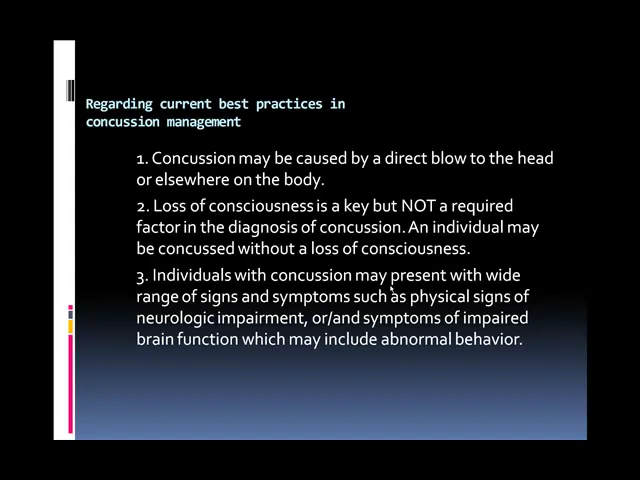 Regarding current best practices in
concussion management
1. Concussion may be caused by a direct blow to the head
or elsewhere on the body.
2. Loss of consciousness is a key but NOT a required
factor in the diagnosis of concussion. An individual may
be concussed without a loss of consciousness.
3. Individuals with concussion may present with wide
range of signs and symptoms such as physical signs of
neurologic impairment, or/and symptoms of impaired
brain function which may include abnormal behavior.